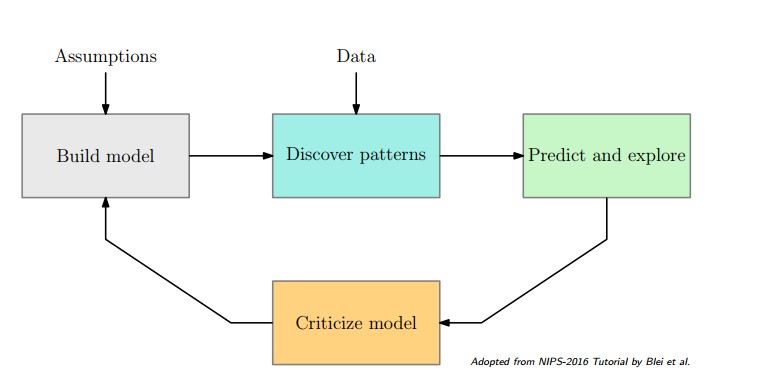 Assumptions
Data
Build model
Discover patterns
Predict and explore
Criticize model
Adopted from NIPS-2016 Tutorial by Blei et al.